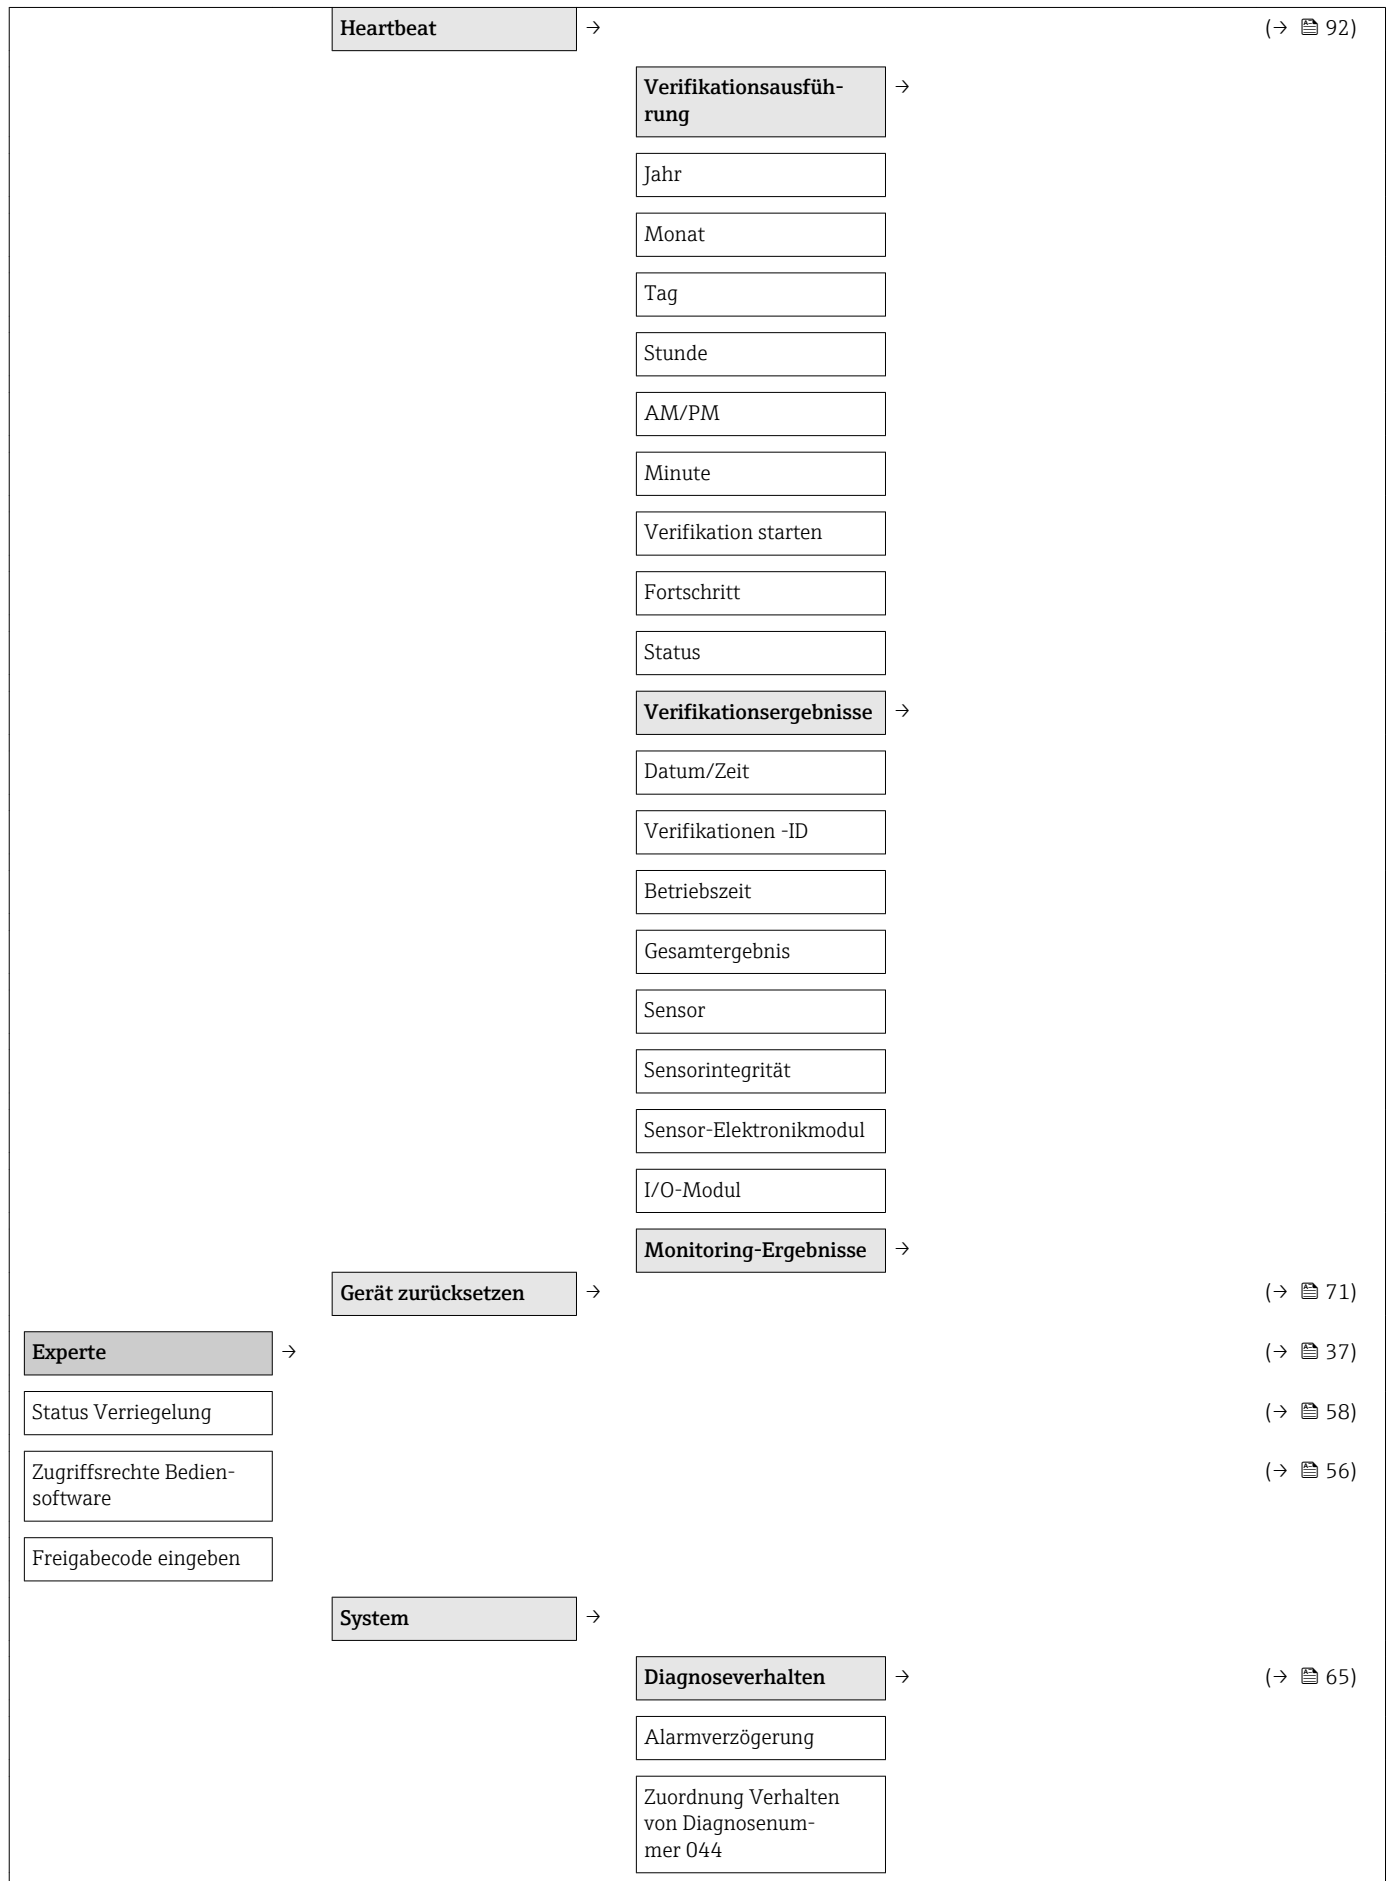 Heartbeat → (→ 92)
Verifikationsausfüh-
rung →
Jahr
Monat
Tag
Stunde
AM/PM
Minute
Verifikation starten
Fortschritt
Status
Verifikationsergebnisse →
Datum/Zeit
Verifikationen -ID
Betriebszeit
Gesamtergebnis
Sensor
Sensorintegrität
Sensor-Elektronikmodul
I/O-Modul
Monitoring-Ergebnisse →
Gerät zurücksetzen → (→ 71)
Experte → (→ 37)
Status Verriegelung (→ 58)
Zugriffsrechte Bedien- (→ 56)
software
Freigabecode eingeben
System →
Diagnoseverhalten → (→ 65)
Alarmverzögerung
Zuordnung Verhalten
von Diagnosenum-
mer 044